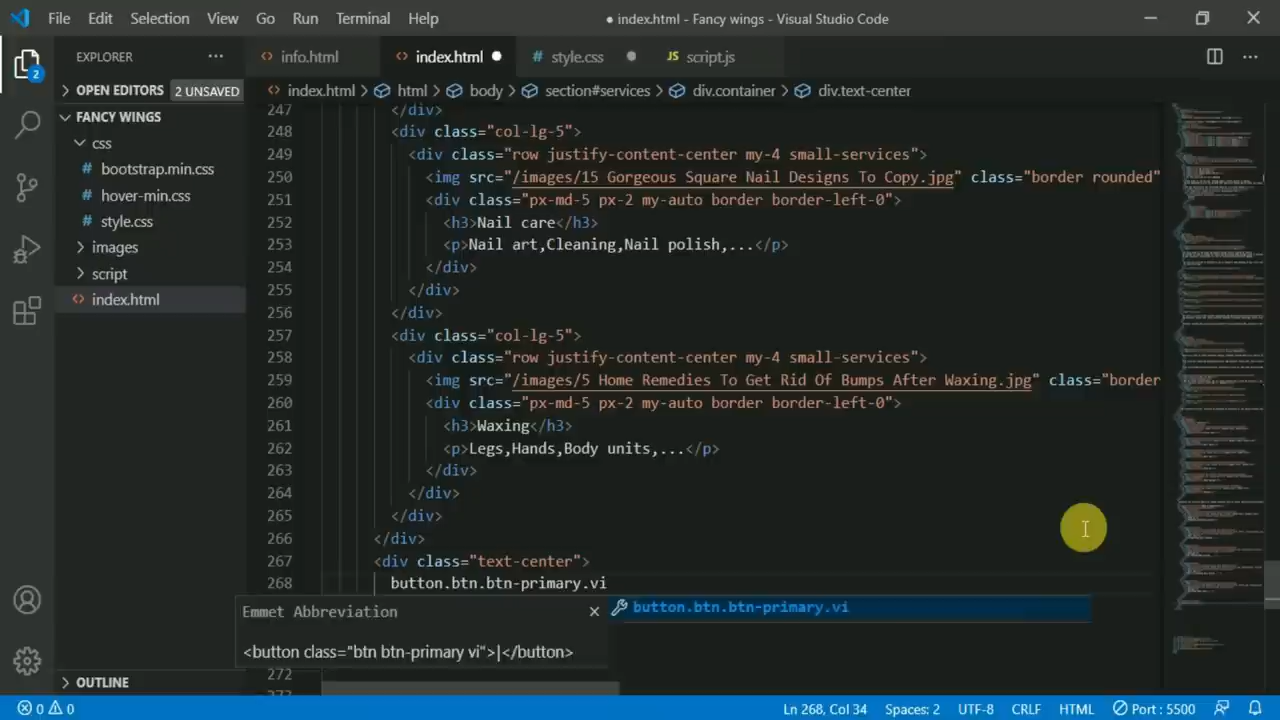 File Edit Selection View Go Run Terminal Help ● index.html - Fancy wings - Visual Studio Code
EXPLORER ··· info.html index.html style.css JS script.js ···
OPEN EDITORS 2 UNSAVED index.html > html > body > section#services > div.container > div.text-center
FANCY WINGS
css
bootstrap.min.css
hover-min.css
style.css
images
script
index.html
OUTLINE
2
247 </div>
248 <div class="col-lg-5">
249 <div class="row justify-content-center my-4 small-services">
250 <img src="/images/15 Gorgeous Square Nail Designs To Copy.jpg" class="border rounded"
251 <div class="px-md-5 px-2 my-auto border border-left-0">
252 <h3>Nail care</h3>
253 <p>Nail art,Cleaning,Nail polish,...</p>
254 </div>
255 </div>
256 </div>
257 <div class="col-lg-5">
258 <div class="row justify-content-center my-4 small-services">
259 <img src="/images/5 Home Remedies To Get Rid Of Bumps After Waxing.jpg" class="border
260 <div class="px-md-5 px-2 my-auto border border-left-0">
261 <h3>Waxing</h3>
262 <p>Legs,Hands,Body units,...</p>
263 </div>
264 </div>
265 </div>
266 </div>
267 <div class="text-center">
268 button.btn.btn-primary.vi
Emmet Abbreviation × button.btn.btn-primary.vi
<button class="btn btn-primary vi">|</button>
272
0 0 Ln 268, Col 34 Spaces: 2 UTF-8 CRLF HTML Port : 5500